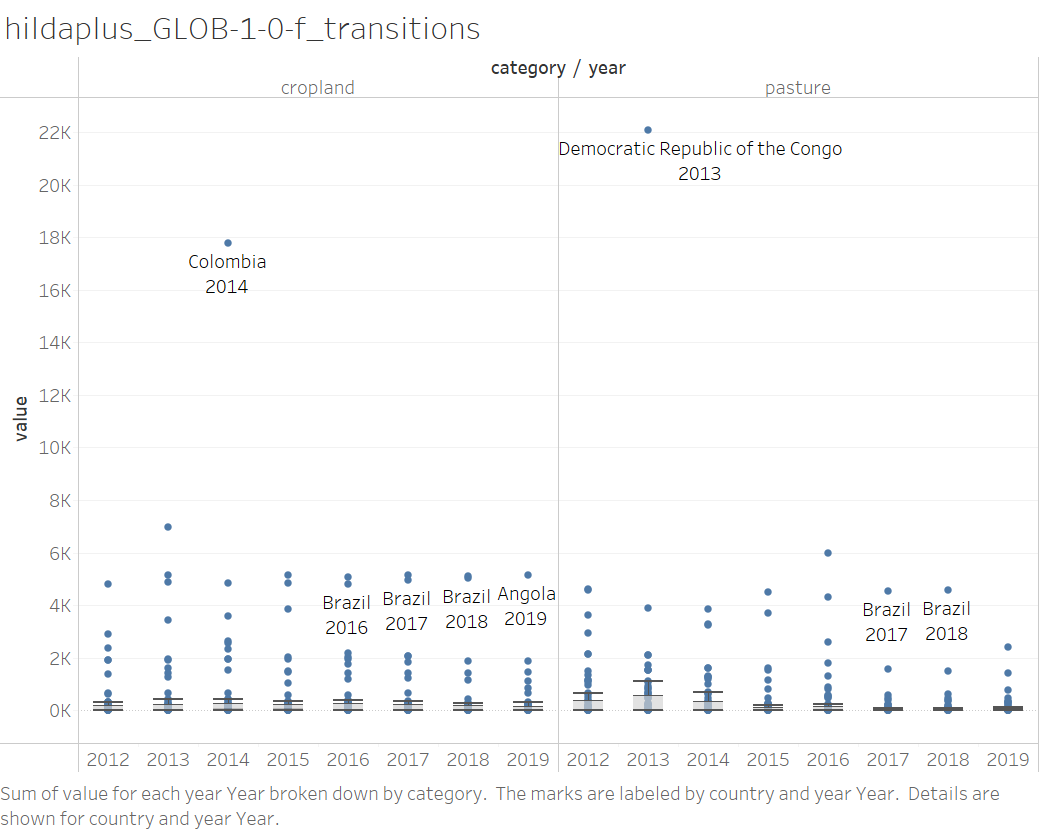 hildaplus_GLOB-1-0-f_transitions
category / year
cropland
pasture
value
22K
20K
18K
16K
14K
12K
10K
8K
6K
4K
2K
0K
Colombia
2014
Brazil
2016
Brazil
2017
Brazil
2018
Angola
2019
Democratic Republic of the Congo
2013
Brazil
2017
Brazil
2018
2012 2013 2014 2015 2016 2017 2018 2019 2012 2013 2014 2015 2016 2017 2018 2019
Sum of value for each year Year broken down by category. The marks are labeled by country and year Year. Details are
shown for country and year Year.